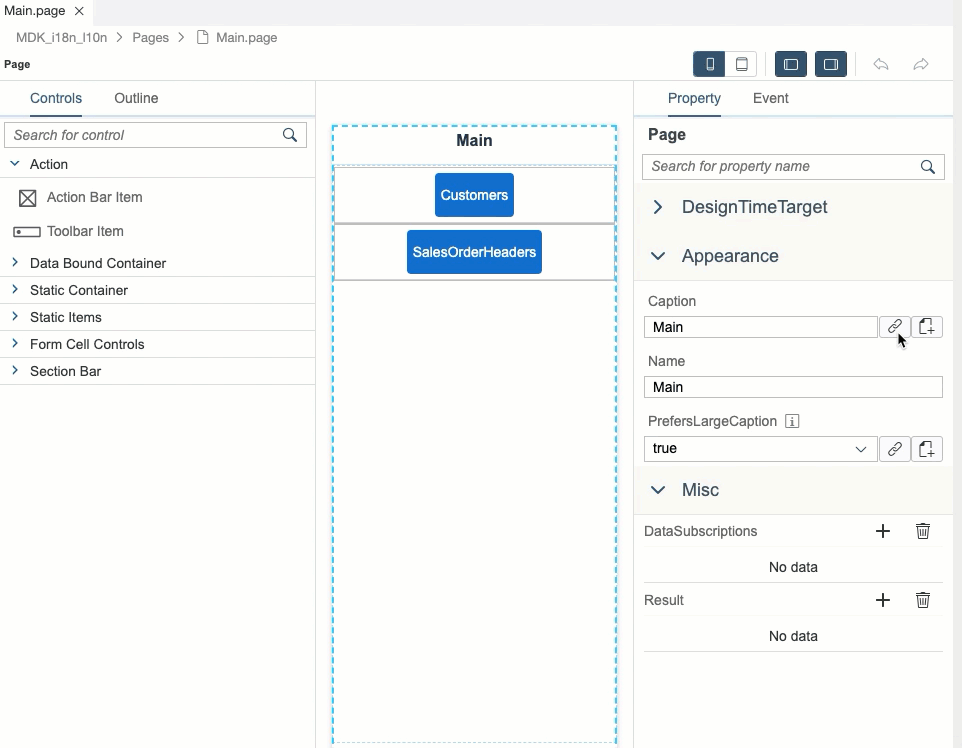 Main.page
MDK_i18n_l10n > Pages > Main.page
Page
Controls
Outline
Search for control
Action
Action Bar Item
Toolbar Item
Data Bound Container
Static Container
Static Items
Form Cell Controls
Section Bar
Main
Customers
SalesOrderHeaders
Property
Event
Page
Search for property name
DesignTimeTarget
Appearance
Caption
Main
Name
Main
PrefersLargeCaption
true
Misc
DataSubscriptions
No data
Result
No data